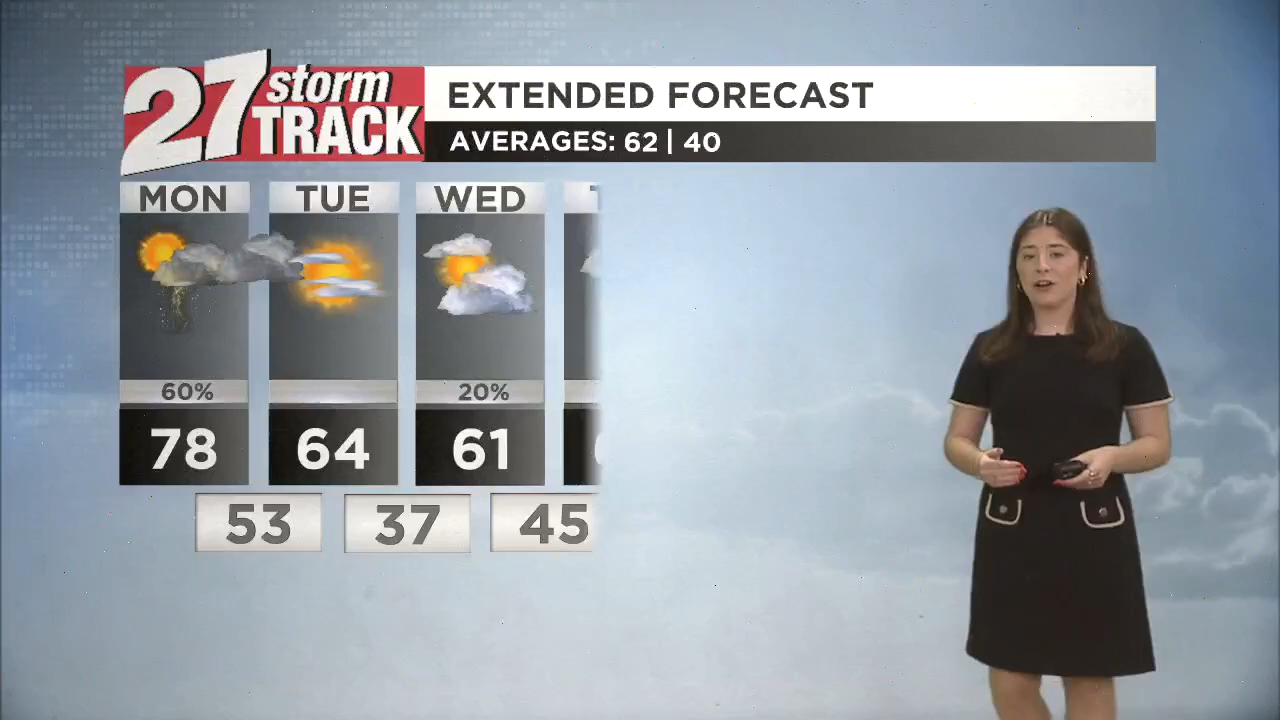 27 storm
TRACK
EXTENDED FORECAST
AVERAGES: 62 | 40
MON TUE WED
60% 20%
78 64 61
53 37 45